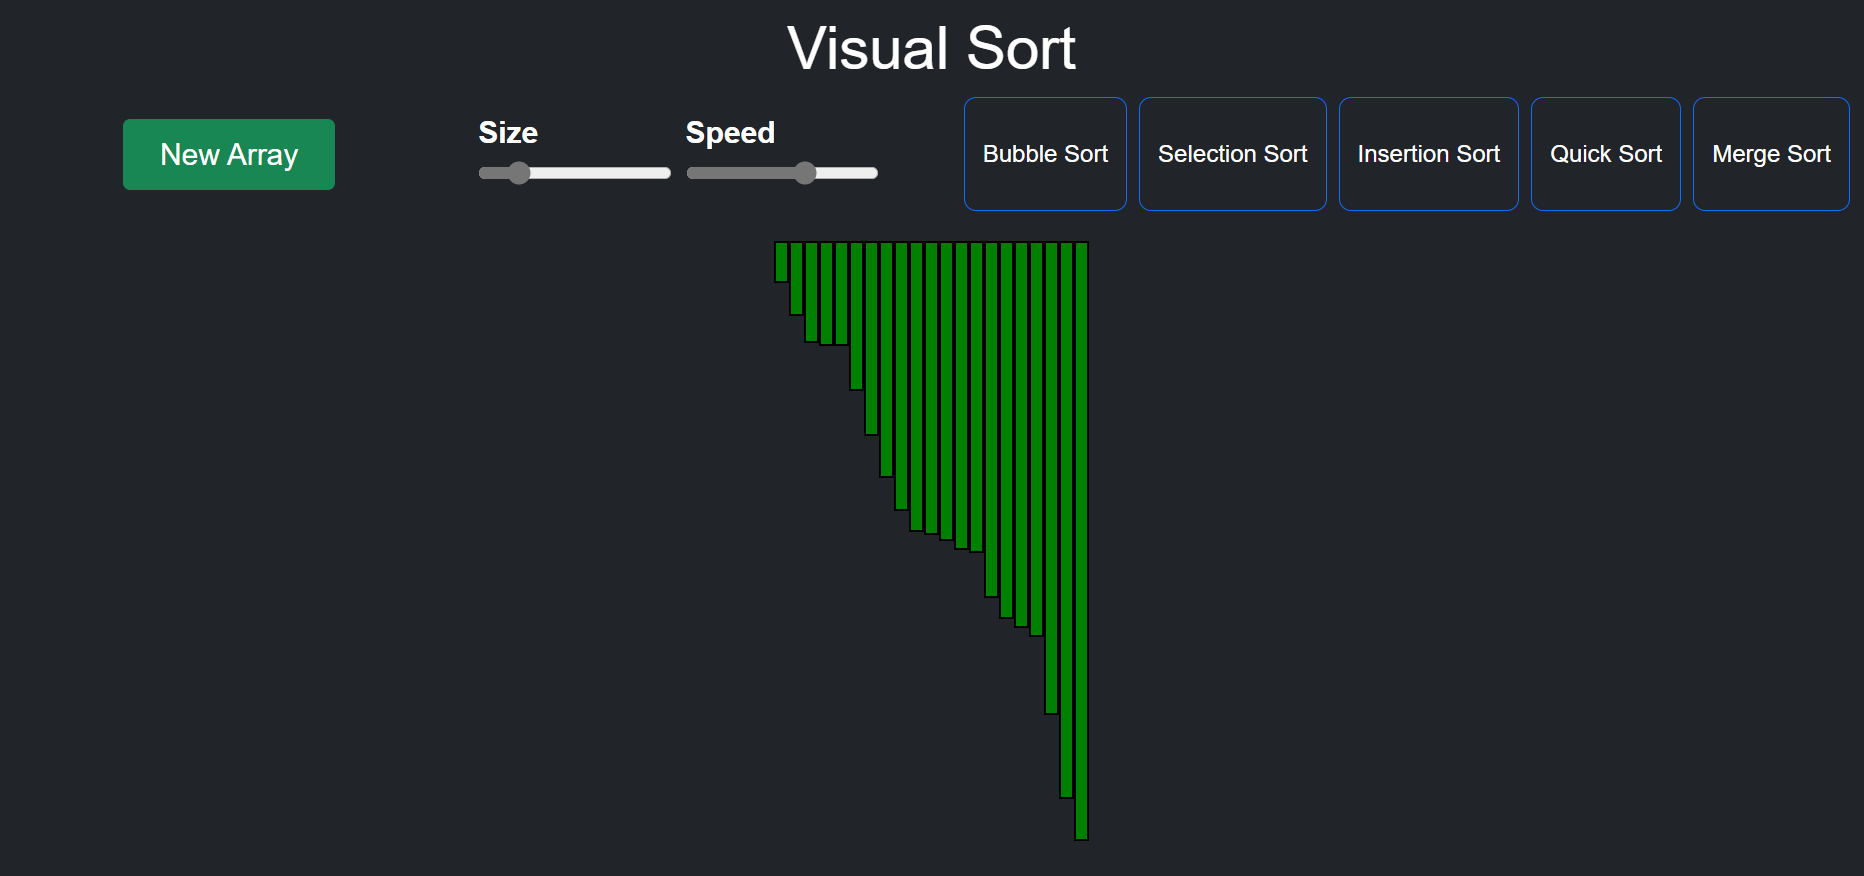 Visual Sort
New Array
Size
Speed
Bubble Sort
Selection Sort
Insertion Sort
Quick Sort
Merge Sort